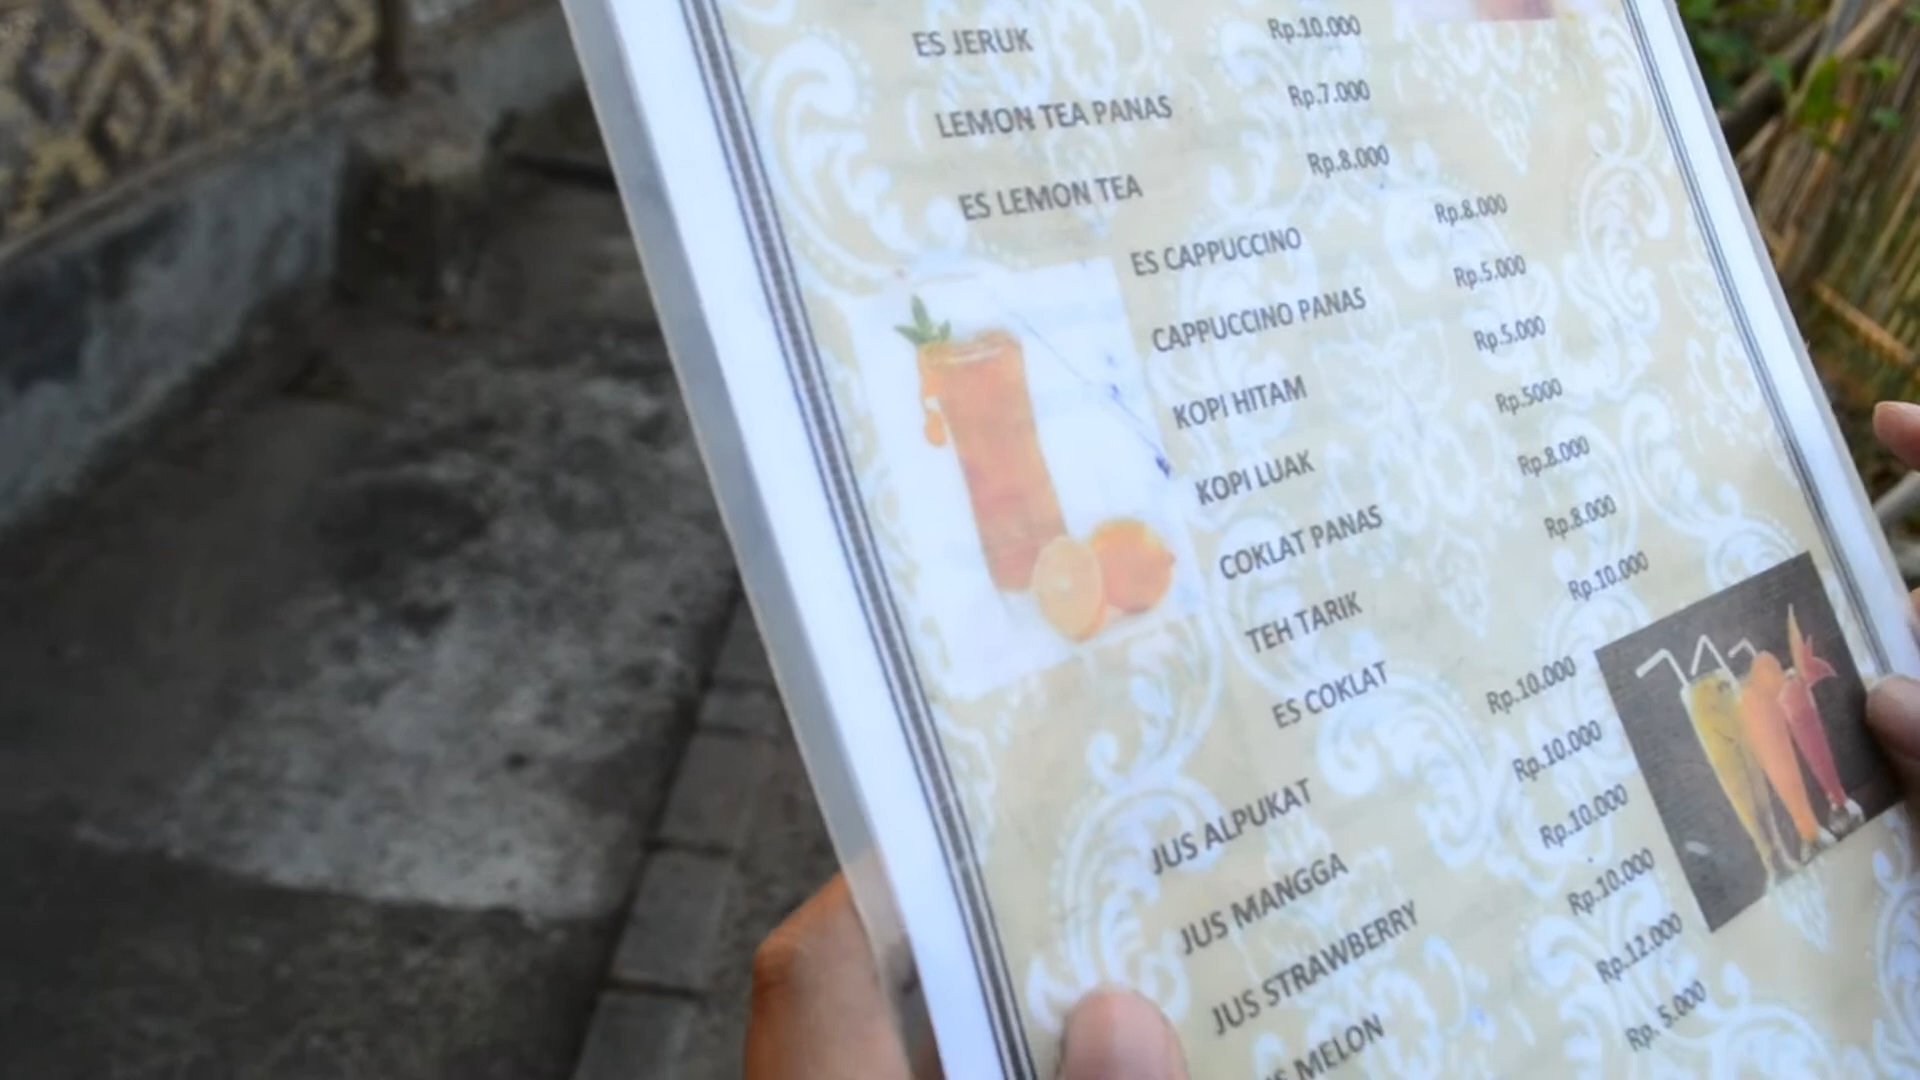 ES JERUK Rp.10.000
LEMON TEA PANAS Rp.7.000
ES LEMON TEA Rp.8.000
ES CAPPUCCINO Rp.8.000
CAPPUCCINO PANAS Rp.5.000
KOPI HITAM Rp.5.000
KOPI LUAK Rp.5000
COKLAT PANAS Rp.8.000
TEH TARIK Rp.8.000
ES COKLAT Rp.10.000
JUS ALPUKAT Rp.10.000
JUS MANGGA Rp.10.000
JUS STRAWBERRY Rp.10.000
MELON Rp.10.000
Rp.12.000
Rp. 5.000